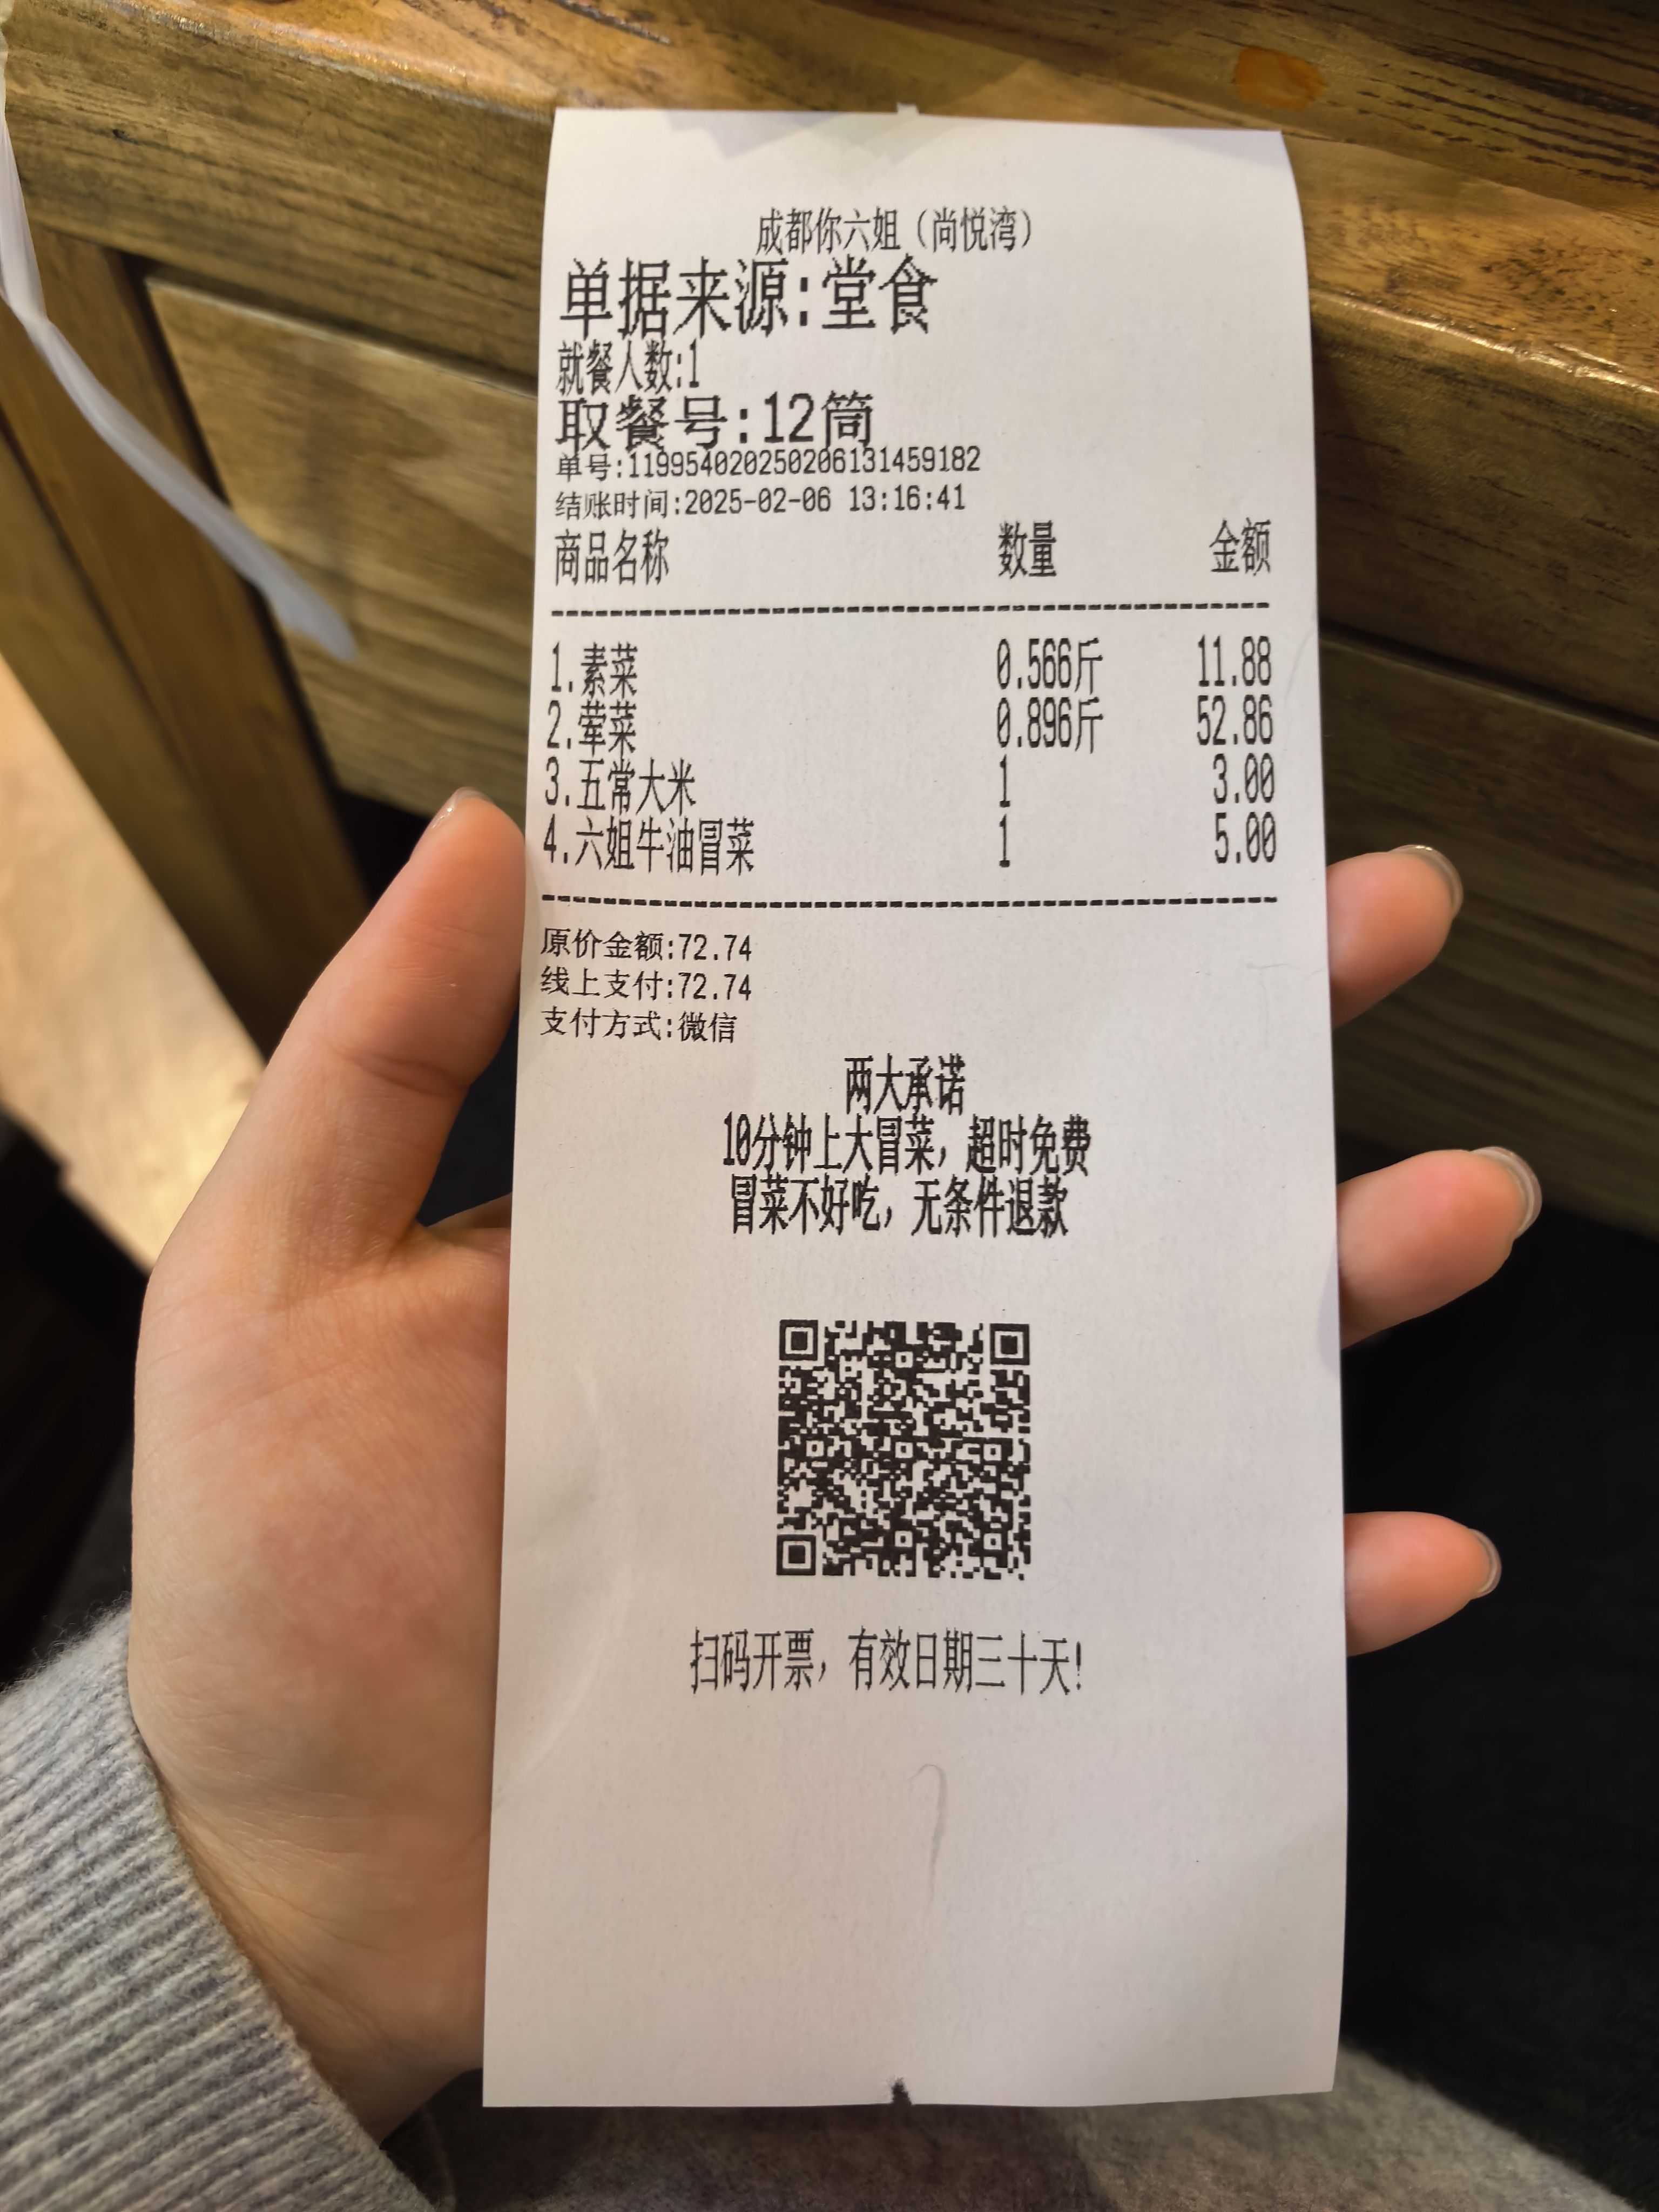 成都你六姐（尚悦湾）
单据来源:堂食
就餐人数:1
取餐号:12筒
单号:119954020250206131459182
结账时间:2025-02-06 13:16:41
商品名称 数量 金额
1.素菜 0.566斤 11.88
2.荤菜 0.896斤 52.86
3.五常大米 1 3.00
4.六姐牛油冒菜 1 5.00
原价金额:72.74
线上支付:72.74
支付方式:微信
两大承诺
10分钟上大冒菜，超时免费
冒菜不好吃，无条件退款
扫码开票，有效日期三十天!